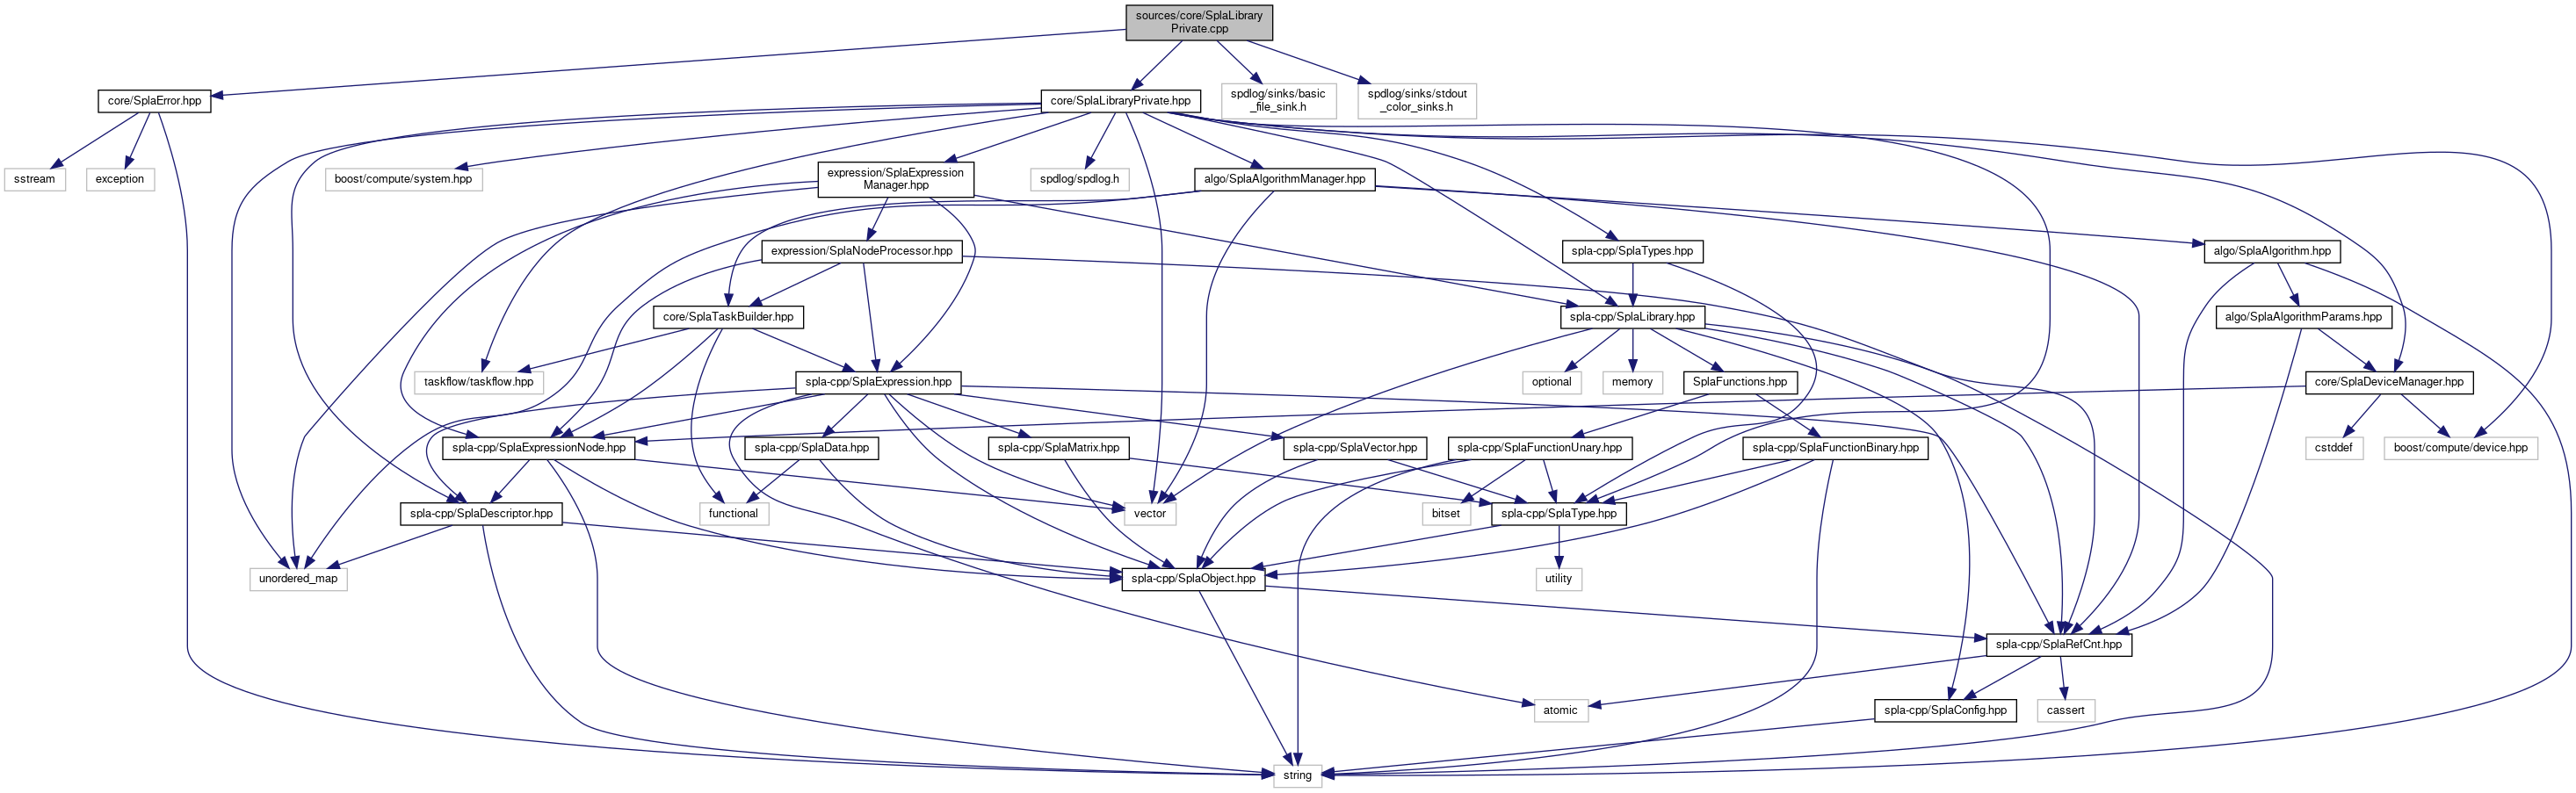 sources/core/SplaLibrary
Private.cpp
core/SplaError.hpp
core/SplaLibraryPrivate.hpp
spdlog/sinks/basic
_file_sink.h
spdlog/sinks/stdout
_color_sinks.h
sstream
exception
boost/compute/system.hpp
expression/SplaExpression
Manager.hpp
spdlog/spdlog.h
algo/SplaAlgorithmManager.hpp
expression/SplaNodeProcessor.hpp
spla-cpp/SplaTypes.hpp
algo/SplaAlgorithm.hpp
core/SplaTaskBuilder.hpp
spla-cpp/SplaLibrary.hpp
algo/SplaAlgorithmParams.hpp
taskflow/taskflow.hpp
spla-cpp/SplaExpression.hpp
optional
memory
SplaFunctions.hpp
core/SplaDeviceManager.hpp
spla-cpp/SplaExpressionNode.hpp
spla-cpp/SplaData.hpp
spla-cpp/SplaMatrix.hpp
spla-cpp/SplaVector.hpp
spla-cpp/SplaFunctionUnary.hpp
spla-cpp/SplaFunctionBinary.hpp
cstddef
boost/compute/device.hpp
spla-cpp/SplaDescriptor.hpp
functional
vector
bitset
spla-cpp/SplaType.hpp
unordered_map
spla-cpp/SplaObject.hpp
utility
spla-cpp/SplaRefCnt.hpp
atomic
spla-cpp/SplaConfig.hpp
cassert
string